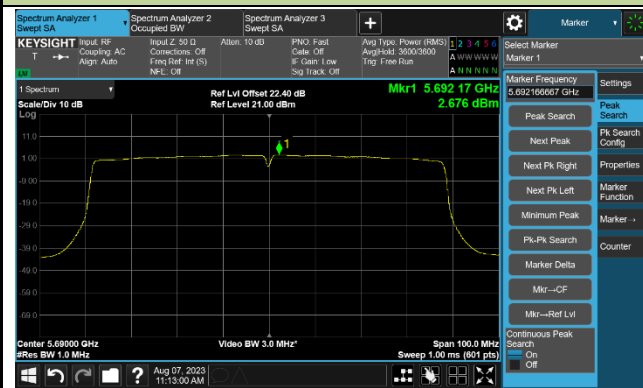 Spectrum Analyzer 1
Swept SA
Spectrum Analyzer 2
Occupied BW
Spectrum Analyzer 3
Swept SA
Marker
KEYSIGHT
Input: RF
Coupling: AC
Align: Auto
Input Z: 50 Ω
Corrections: Off
Freq Ref: Int (S)
NFE: Off
Atten: 10 dB
PNO: Fast
Gate: Off
IF Gain: Low
Sig Track: Off
Avg Type: Power (RMS)
Avg|Hold: 3600/3600
Trig: Free Run
1 2 3 4 5 6
A W W W W W
A N N N N N
T
LXI
Select Marker
Marker 1
1 Spectrum
Scale/Div 10 dB
Log
Ref Lvl Offset 22.40 dB
Ref Level 21.00 dBm
Mkr1 5.692 17 GHz
2.676 dBm
11.0
1.00
-19.0
-29.0
-39.0
-49.0
-59.0
-69.0
1
Center 5.69000 GHz
#Res BW 1.0 MHz
Video BW 3.0 MHz*
Span 100.0 MHz
Sweep 1.00 ms (601 pts)
Marker Frequency
5.692166667 GHz
Peak Search
Next Peak
Next Pk Right
Next Pk Left
Minimum Peak
Pk-Pk Search
Marker Delta
Mkr→CF
Mkr→Ref Lvl
Continuous Peak
Search
On
Off
Settings
Peak
Search
Pk Search
Config
Properties
Marker
Function
Marker→
Counter
Aug 07, 2023
11:13:00 AM